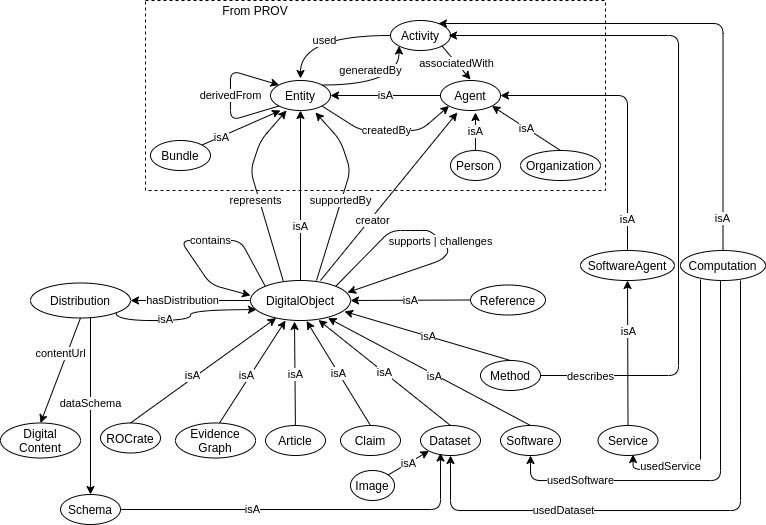 From PROV
Activity
used
generatedBy
associatedWith
derivedFrom
Entity
isA
Agent
createdBy
isA
isA
isA
Bundle
Person
Organization
represents
supportedBy
isA
creator
isA
isA
contains
supports | challenges
SoftwareAgent
Computation
Distribution
hasDistribution
DigitalObject
isA
Reference
isA
isA
isA
contentUrl
isA
isA
isA
isA
isA
isA
Method
describes
dataSchema
Digital
Content
ROCrate
Evidence
Graph
Article
Claim
Dataset
Software
Service
isA
usedService
Image
usedSoftware
Schema
isA
usedDataset